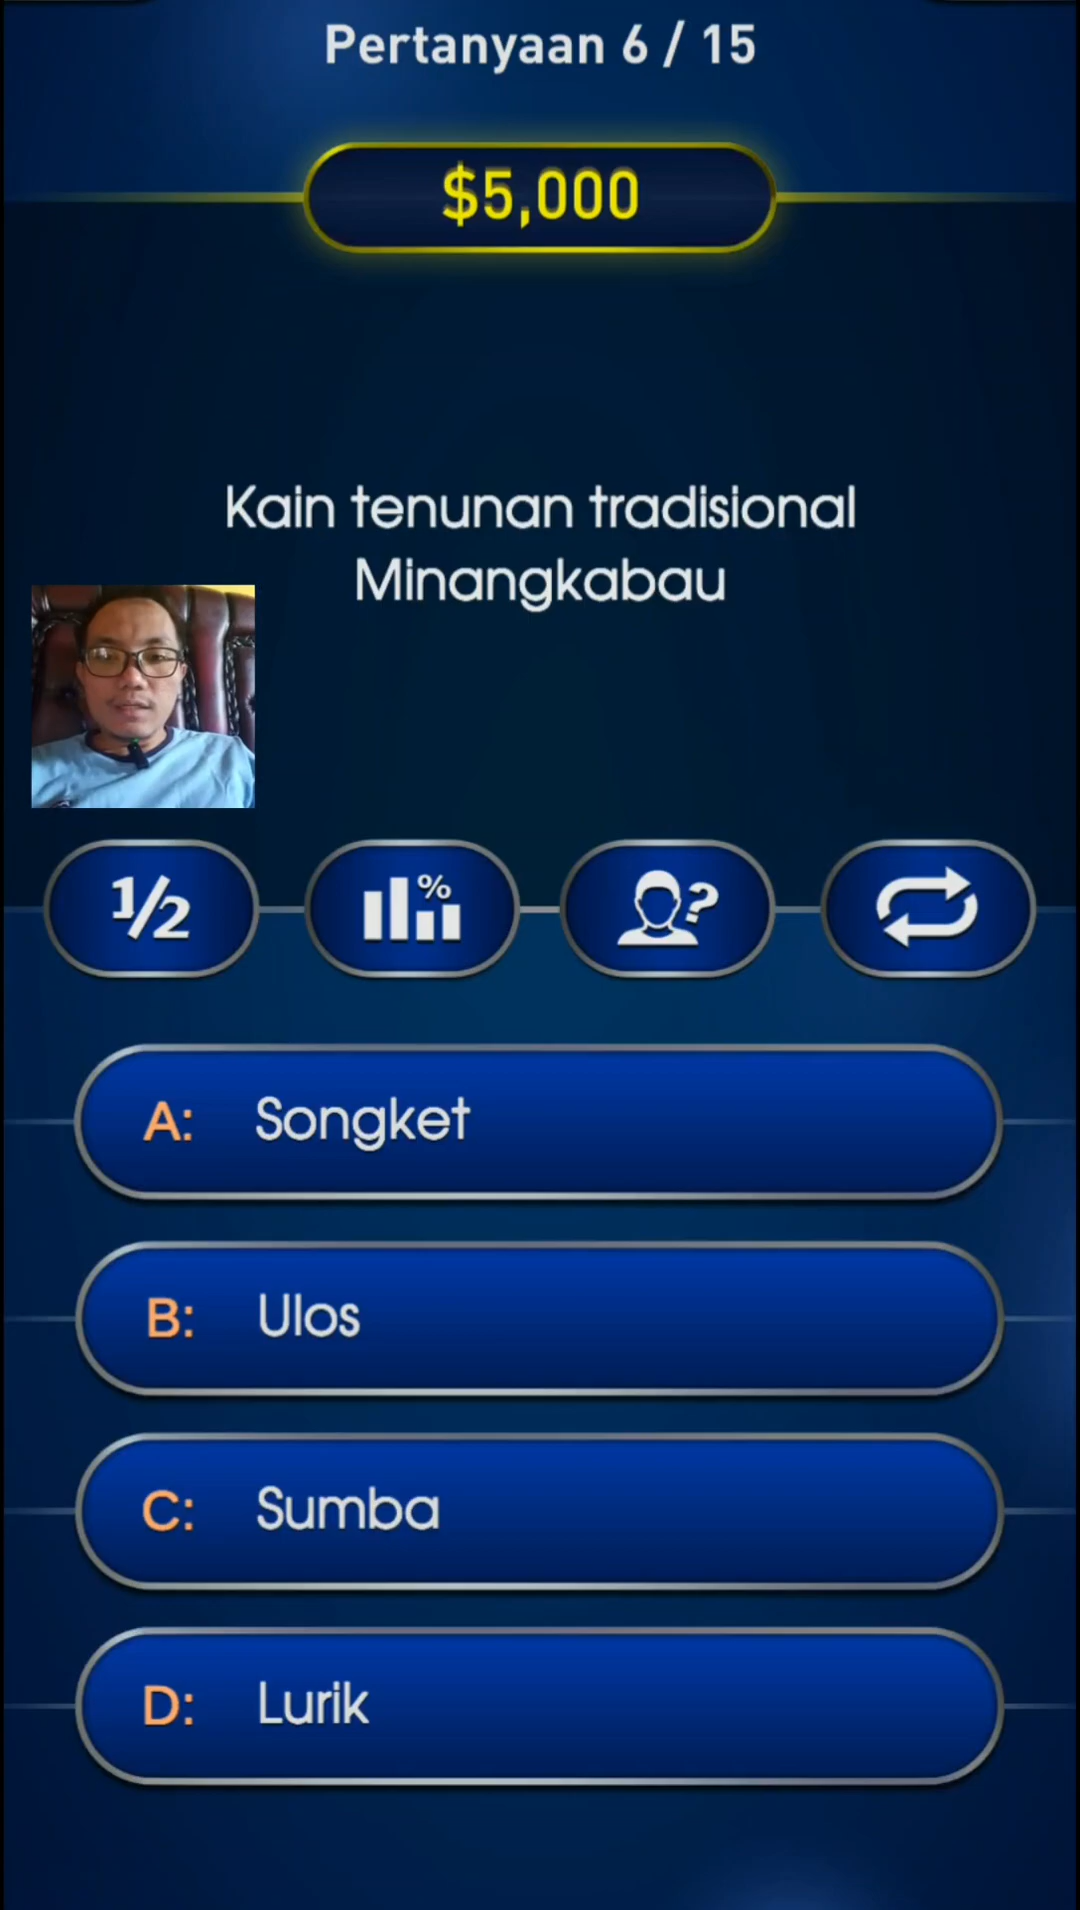 Pertanyaan 6 / 15
$5,000
Kain tenunan tradisional
Minangkabau
1/2
%
?
A: Songket
B: Ulos
C: Sumba
D: Lurik